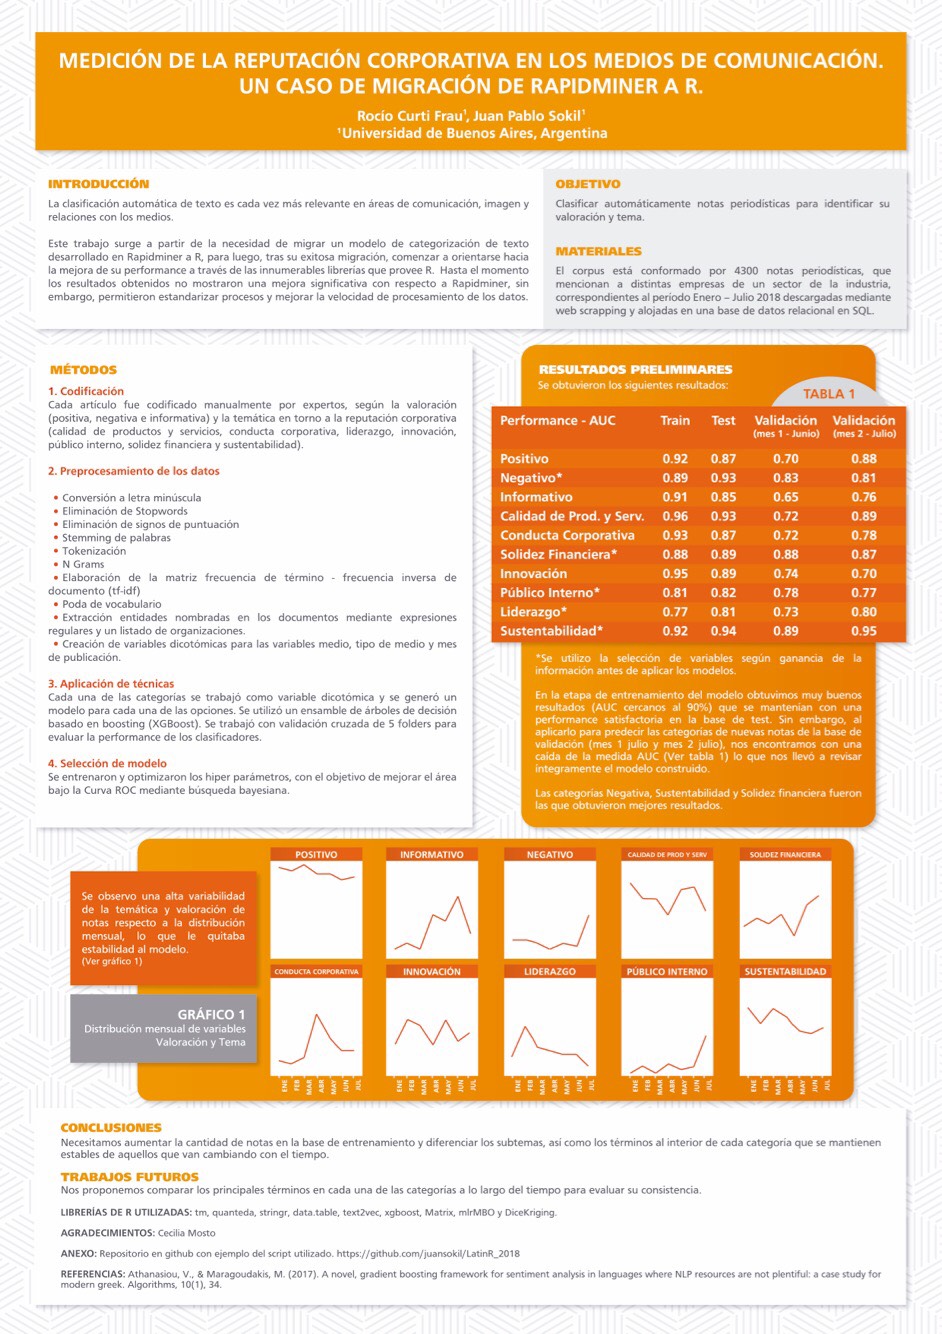 MEDICIÓN DE LA REPUTACIÓN CORPORATIVA EN LOS MEDIOS DE COMUNICACIÓN.
UN CASO DE MIGRACIÓN DE RAPIDMINER A R.
Rocío Curti Frau¹, Juan Pablo Sokil¹
¹Universidad de Buenos Aires, Argentina
INTRODUCCIÓN
La clasificación automática de texto es cada vez más relevante en áreas de comunicación, imagen y
relaciones con los medios.
Este trabajo surge a partir de la necesidad de migrar un modelo de categorización de texto
desarrollado en Rapidminer a R, para luego, tras su exitosa migración, comenzar a orientarse hacia
la mejora de su performance a través de las innumerables librerías que provee R. Hasta el momento
los resultados obtenidos no mostraron una mejora significativa con respecto a Rapidminer, sin
embargo, permitieron estandarizar procesos y mejorar la velocidad de procesamiento de los datos.
OBJETIVO
Clasificar automáticamente notas periodísticas para identificar su
valoración y tema.
MATERIALES
El corpus está conformado por 4300 notas periodísticas, que
mencionan a distintas empresas de un sector de la industria,
correspondientes al período Enero – Julio 2018 descargadas mediante
web scrapping y alojadas en una base de datos relacional en SQL.
MÉTODOS
1. Codificación
Cada artículo fue codificado manualmente por expertos, según la valoración
(positiva, negativa e informativa) y la temática en torno a la reputación corporativa
(calidad de productos y servicios, conducta corporativa, liderazgo, innovación,
público interno, solidez financiera y sustentabilidad).
2. Preprocesamiento de los datos
• Conversión a letra minúscula
• Eliminación de Stopwords
• Eliminación de signos de puntuación
• Stemming de palabras
• Tokenización
• N Grams
• Elaboración de la matriz frecuencia de término - frecuencia inversa de
documento (tf-idf)
• Poda de vocabulario
• Extracción entidades nombradas en los documentos mediante expresiones
regulares y un listado de organizaciones.
• Creación de variables dicotómicas para las variables medio, tipo de medio y mes
de publicación.
3. Aplicación de técnicas
Cada una de las categorías se trabajó como variable dicotómica y se generó un
modelo para cada una de las opciones. Se utilizó un ensamble de árboles de decisión
basado en boosting (XGBoost). Se trabajó con validación cruzada de 5 folders para
evaluar la performance de los clasificadores.
4. Selección de modelo
Se entrenaron y optimizaron los hiper parámetros, con el objetivo de mejorar el área
bajo la Curva ROC mediante búsqueda bayesiana.
RESULTADOS PRELIMINARES
Se obtuvieron los siguientes resultados:
TABLA 1
Performance - AUC Train Test Validación Validación
(mes 1 - Junio) (mes 2 - Julio)
Positivo 0.92 0.87 0.70 0.88
Negativo* 0.89 0.93 0.83 0.81
Informativo 0.91 0.85 0.65 0.76
Calidad de Prod. y Serv. 0.96 0.93 0.72 0.89
Conducta Corporativa 0.93 0.87 0.72 0.78
Solidez Financiera* 0.88 0.89 0.88 0.87
Innovación 0.95 0.89 0.74 0.70
Público Interno* 0.81 0.82 0.78 0.77
Liderazgo* 0.77 0.81 0.73 0.80
Sustentabilidad* 0.92 0.94 0.89 0.95
*Se utilizo la selección de variables según ganancia de la
información antes de aplicar los modelos.
En la etapa de entrenamiento del modelo obtuvimos muy buenos
resultados (AUC cercanos al 90%) que se mantenían con una
performance satisfatoria en la base de test. Sin embargo, al
aplicarlo para predecir las categorías de nuevas notas de la base de
validación (mes 1 julio y mes 2 julio), nos encontramos con una
caída de la medida AUC (Ver tabla 1) lo que nos llevó a revisar
íntegramente el modelo construido.
Las categorías Negativa, Sustentabilidad y Solidez financiera fueron
las que obtuvieron mejores resultados.
Se observo una alta variabilidad
de la temática y valoración de
notas respecto a la distribución
mensual, lo que le quitaba
estabilidad al modelo.
(Ver gráfico 1)
GRÁFICO 1
Distribución mensual de variables
Valoración y Tema
POSITIVO INFORMATIVO NEGATIVO CALIDAD DE PROD Y SERV SOLIDEZ FINANCIERA
CONDUCTA CORPORATIVA INNOVACIÓN LIDERAZGO PÚBLICO INTERNO SUSTENTABILIDAD
ENE FEB MAR ABR MAY JUN JUL ENE FEB MAR ABR MAY JUN JUL ENE FEB MAR ABR MAY JUN JUL ENE FEB MAR ABR MAY JUN JUL ENE FEB MAR ABR MAY JUN JUL
CONCLUSIONES
Necesitamos aumentar la cantidad de notas en la base de entrenamiento y diferenciar los subtemas, así como los términos al interior de cada categoría que se mantienen
estables de aquellos que van cambiando con el tiempo.
TRABAJOS FUTUROS
Nos proponemos comparar los principales términos en cada una de las categorías a lo largo del tiempo para evaluar su consistencia.
LIBRERÍAS DE R UTILIZADAS: tm, quanteda, stringr, data.table, text2vec, xgboost, Matrix, mlrMBO y DiceKriging.
AGRADECIMIENTOS: Cecilia Mosto
ANEXO: Repositorio en github con ejemplo del script utilizado. https://github.com/juansokil/LatinR_2018
REFERENCIAS: Athanasiou, V., & Maragoudakis, M. (2017). A novel, gradient boosting framework for sentiment analysis in languages where NLP resources are not plentiful: a case study for
modern greek. Algorithms, 10(1), 34.